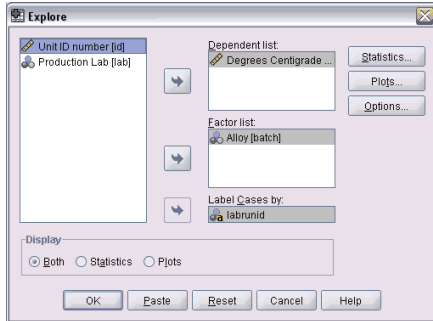 Explore
Unit ID number [id]
Production Lab [lab]
Dependent list:
Degrees Centigrade ...
Factor list:
Alloy [batch]
Label Cases by:
labrunid
Statistics...
Plots...
Options...
Display
Both Statistics Plots
OK Paste Reset Cancel Help